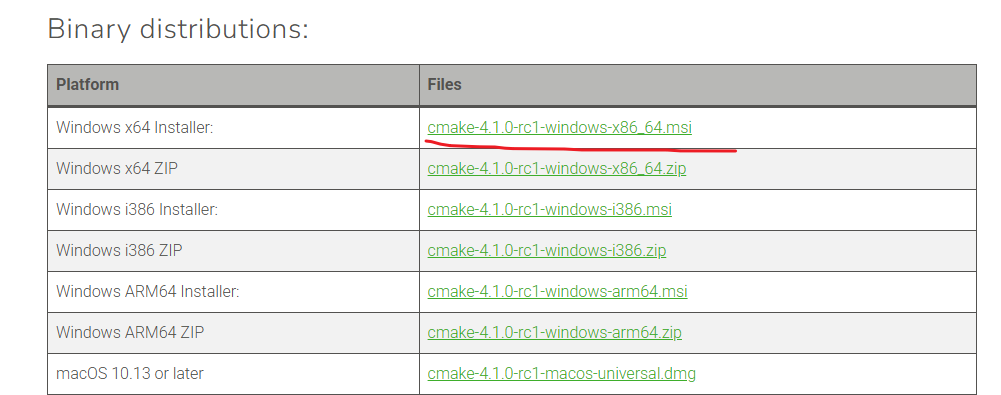 Binary distributions:
Platform Files
Windows x64 Installer: cmake-4.1.0-rc1-windows-x86_64.msi
Windows x64 ZIP cmake-4.1.0-rc1-windows-x86_64.zip
Windows i386 Installer: cmake-4.1.0-rc1-windows-i386.msi
Windows i386 ZIP cmake-4.1.0-rc1-windows-i386.zip
Windows ARM64 Installer: cmake-4.1.0-rc1-windows-arm64.msi
Windows ARM64 ZIP cmake-4.1.0-rc1-windows-arm64.zip
macOS 10.13 or later cmake-4.1.0-rc1-macos-universal.dmg